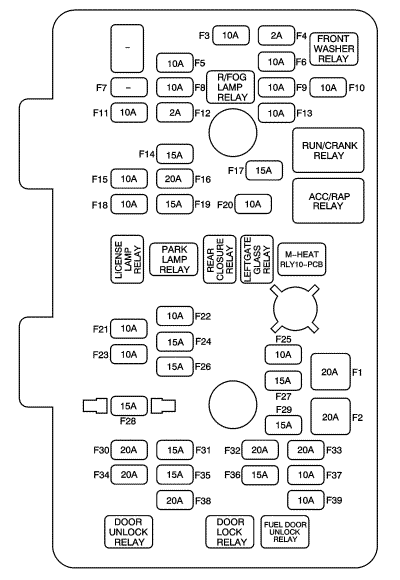 F3 10A 2A F4
FRONT
WASHER
RELAY
-
10A F5 10A F6
R/FOG
LAMP
RELAY
F7 - 10A F8 10A F9 10A F10
F11 10A 2A F12 10A F13
RUN/CRANK
RELAY
F14 15A
F17 15A
F15 10A 20A F16
ACC/RAP
RELAY
F18 10A 15A F19 F20 10A
LICENSE
LAMP
RELAY
PARK
LAMP
RELAY
REAR
CLOSURE
RELAY
LEFTGATE
GLASS
RELAY
M-HEAT
RLY10-PCB
10A F22
F21 10A
15A F24
F25
F23 10A 10A
15A F26
20A F1
15A
F27
15A
F28
F29
15A
20A F2
F30 20A 15A F31 F32 20A 20A F33
F34 20A 15A F35 F36 15A 10A F37
20A F38 10A F39
DOOR
UNLOCK
RELAY
DOOR
LOCK
RELAY
FUEL DOOR
UNLOCK
RELAY